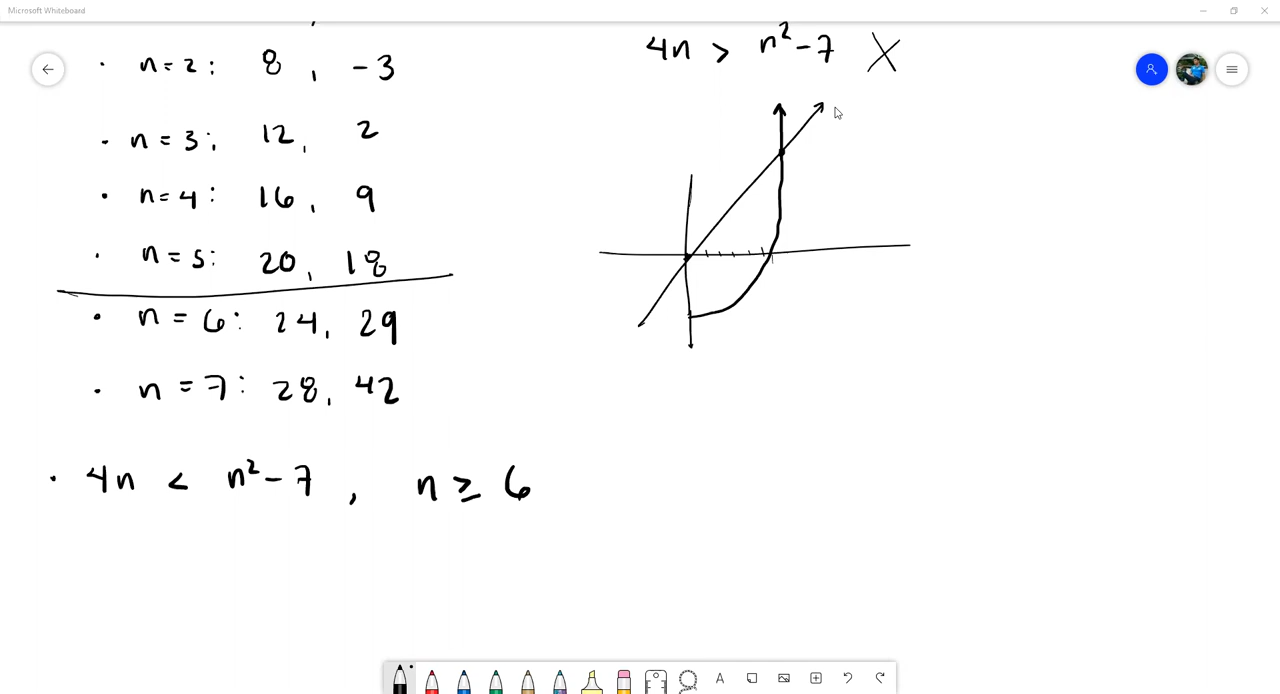 Microsoft Whiteboard
· n = 2 : 8 , -3
· n = 3 : 12 , 2
· n = 4 : 16 , 9
· n = 5 : 20 , 18
· n = 6 : 24 , 29
· n = 7 : 28 , 42
· 4n < n² - 7 , n ≥ 6
4n > n² - 7 X
A